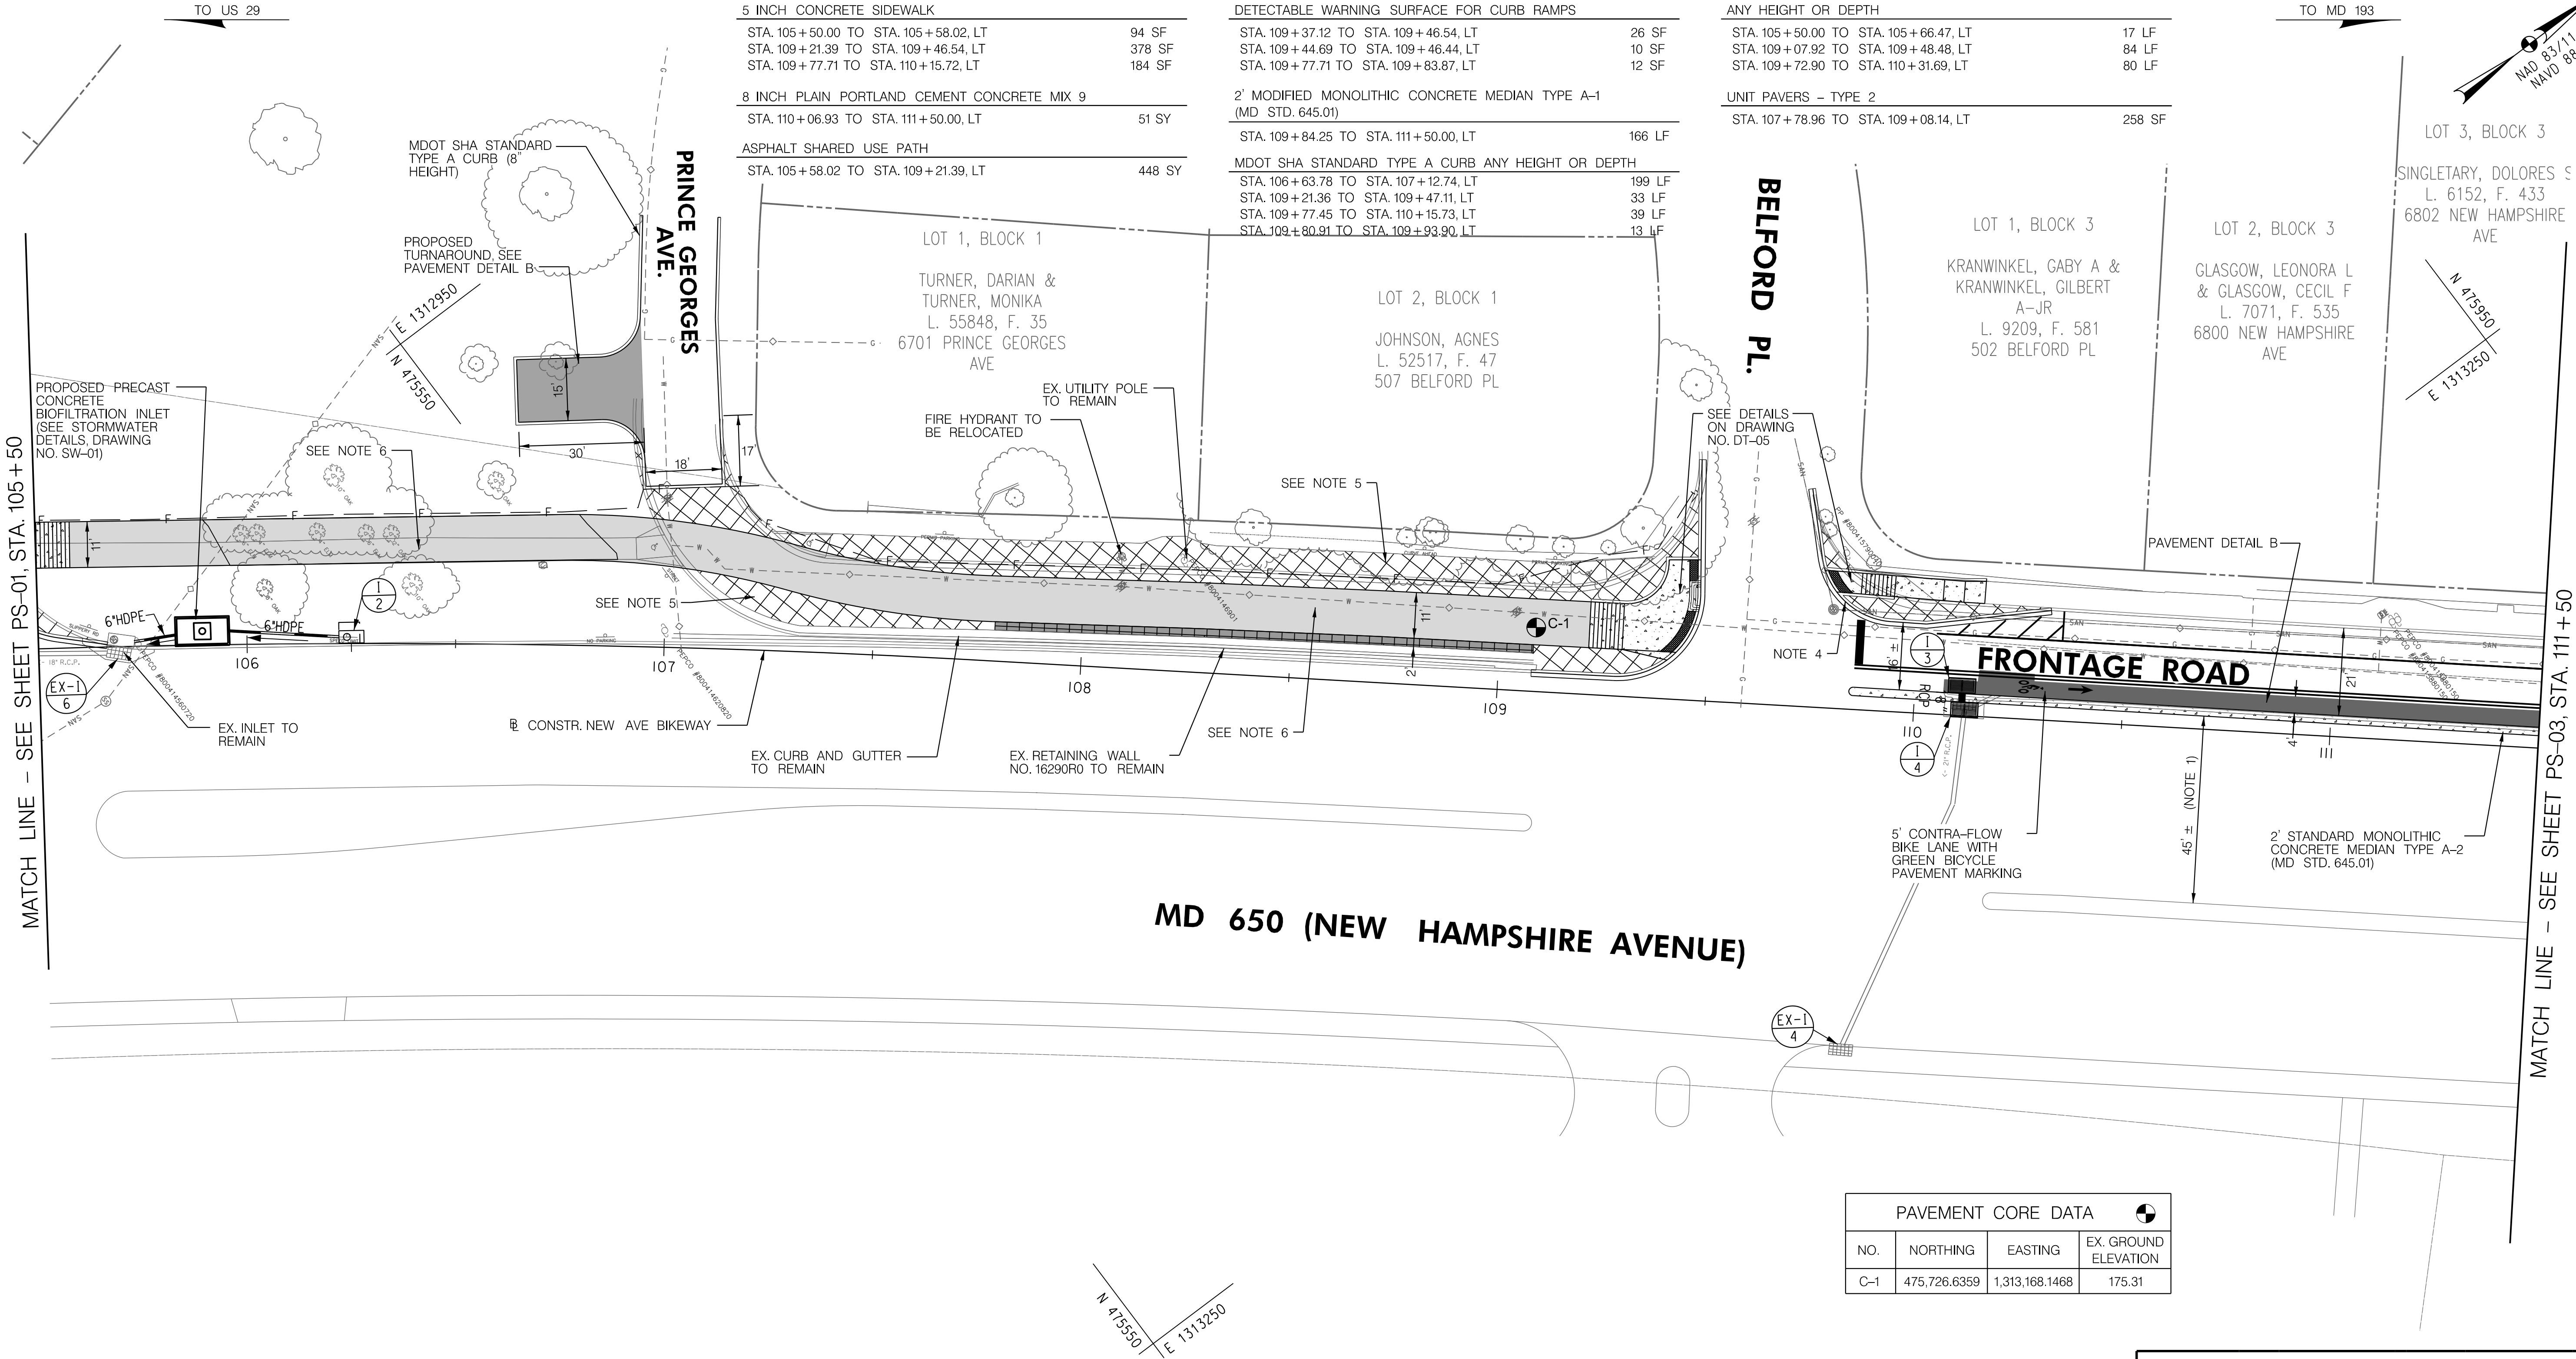 TO US 29
5 INCH CONCRETE SIDEWALK
STA. 105+50.00 TO STA. 105+58.02, LT 94 SF
STA. 109+21.39 TO STA. 109+46.54, LT 378 SF
STA. 109+77.71 TO STA. 110+15.72, LT 184 SF
8 INCH PLAIN PORTLAND CEMENT CONCRETE MIX 9
STA. 110+06.93 TO STA. 111+50.00, LT 51 SY
ASPHALT SHARED USE PATH
STA. 105+58.02 TO STA. 109+21.39, LT 448 SY
DETECTABLE WARNING SURFACE FOR CURB RAMPS
STA. 109+37.12 TO STA. 109+46.54, LT 26 SF
STA. 109+44.69 TO STA. 109+46.44, LT 10 SF
STA. 109+77.71 TO STA. 109+83.87, LT 12 SF
2' MODIFIED MONOLITHIC CONCRETE MEDIAN TYPE A-1
(MD STD. 645.01)
STA. 109+84.25 TO STA. 111+50.00, LT 166 LF
MDOT SHA STANDARD TYPE A CURB ANY HEIGHT OR DEPTH
STA. 106+63.78 TO STA. 107+12.74, LT 199 LF
STA. 109+21.36 TO STA. 109+47.11, LT 33 LF
STA. 109+77.45 TO STA. 110+15.73, LT 39 LF
STA. 109+80.91 TO STA. 109+93.90, LT 13 LF
ANY HEIGHT OR DEPTH
STA. 105+50.00 TO STA. 105+66.47, LT 17 LF
STA. 109+07.92 TO STA. 109+48.48, LT 84 LF
STA. 109+72.90 TO STA. 110+31.69, LT 80 LF
UNIT PAVERS - TYPE 2
STA. 107+78.96 TO STA. 109+08.14, LT 258 SF
TO MD 193
NAD 83/11
NAVD 88
MDOT SHA STANDARD
TYPE A CURB (8"
HEIGHT)
PROPOSED
TURNAROUND, SEE
PAVEMENT DETAIL B
PRINCE GEORGES
AVE.
E 1312950
N 475550
15'
30'
18'
17'
LOT 1, BLOCK 1
TURNER, DARIAN &
TURNER, MONIKA
L. 55848, F. 35
6701 PRINCE GEORGES
AVE
LOT 2, BLOCK 1
JOHNSON, AGNES
L. 52517, F. 47
507 BELFORD PL
BELFORD PL.
LOT 1, BLOCK 3
KRANWINKEL, GABY A &
KRANWINKEL, GILBERT
A-JR
L. 9209, F. 581
502 BELFORD PL
LOT 2, BLOCK 3
GLASGOW, LEONORA L
& GLASGOW, CECIL F
L. 7071, F. 535
6800 NEW HAMPSHIRE
AVE
LOT 3, BLOCK 3
SINGLETARY, DOLORES S
L. 6152, F. 433
6802 NEW HAMPSHIRE
AVE
N 475950
E 1313250
PROPOSED PRECAST
CONCRETE
BIOFILTRATION INLET
(SEE STORMWATER
DETAILS, DRAWING
NO. SW-01)
SEE NOTE 6
EX. UTILITY POLE
TO REMAIN
FIRE HYDRANT TO
BE RELOCATED
SEE NOTE 5
SEE DETAILS
ON DRAWING
NO. DT-05
PAVEMENT DETAIL B
MATCH LINE - SEE SHEET PS-01, STA. 105+50
11'
6"HDPE
6"HDPE
I
2
SEE NOTE 5
11'
2'
C-1
NOTE 4
16' ±
I
3
FRONTAGE ROAD
21'
4'
18" R.C.P.
EX-1
6
106
107
108
109
110
111
PEPCO #800414560720
PEPCO #800414620820
EX. INLET TO
REMAIN
BL CONSTR. NEW AVE BIKEWAY
EX. CURB AND GUTTER
TO REMAIN
EX. RETAINING WALL
NO. 16290R0 TO REMAIN
SEE NOTE 6
RCP
I
4
21" R.C.P.
5' CONTRA-FLOW
BIKE LANE WITH
GREEN BICYCLE
PAVEMENT MARKING
45' ± (NOTE 1)
2' STANDARD MONOLITHIC
CONCRETE MEDIAN TYPE A-2
(MD STD. 645.01)
MATCH LINE - SEE SHEET PS-03, STA. 111+50
MD 650 (NEW HAMPSHIRE AVENUE)
EX-1
4
PAVEMENT CORE DATA
NO. NORTHING EASTING EX. GROUND ELEVATION
C-1 475,726.6359 1,313,168.1468 175.31
N 475550
E 1313250